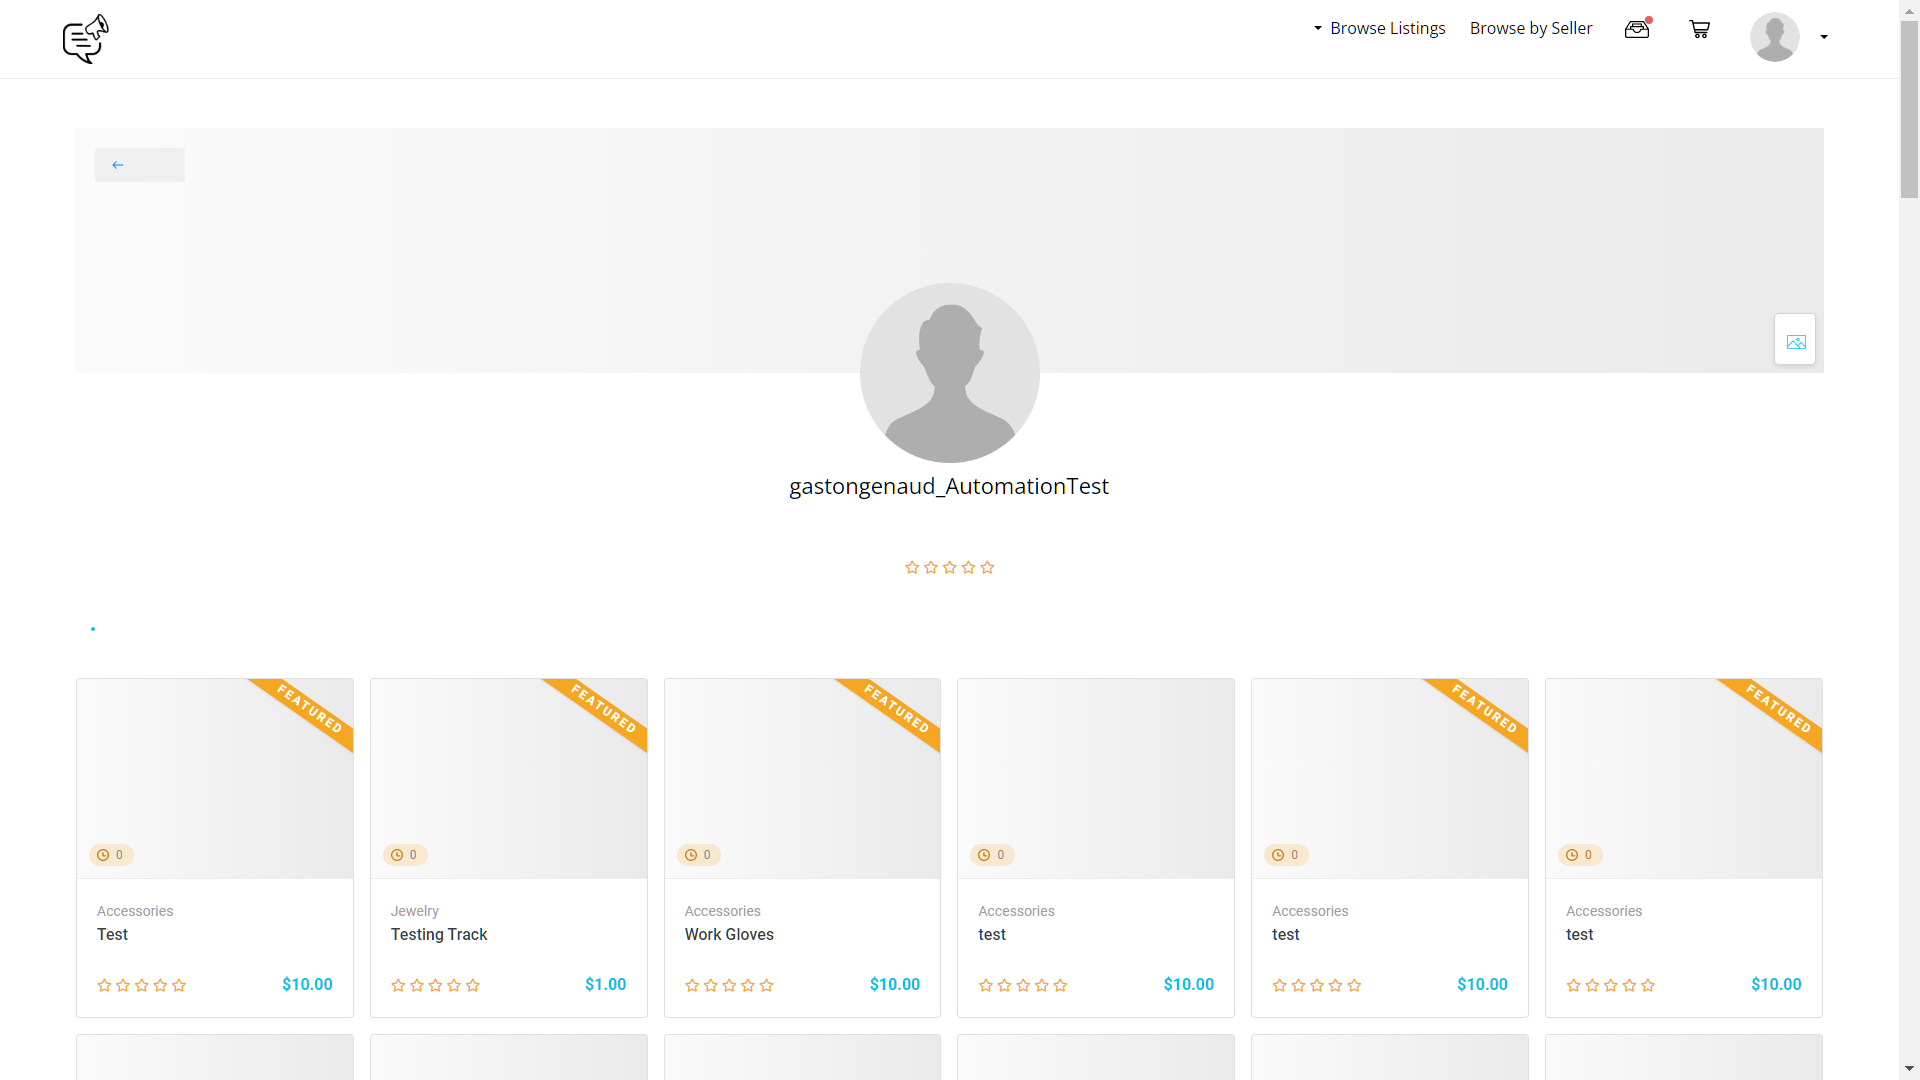 Browse Listings
Browse by Seller
gastongenaud_AutomationTest
FEATURED
FEATURED
FEATURED
FEATURED
FEATURED
0
0
0
0
0
0
Accessories
Test
$10.00
Jewelry
Testing Track
$1.00
Accessories
Work Gloves
$10.00
Accessories
test
$10.00
Accessories
test
$10.00
Accessories
test
$10.00